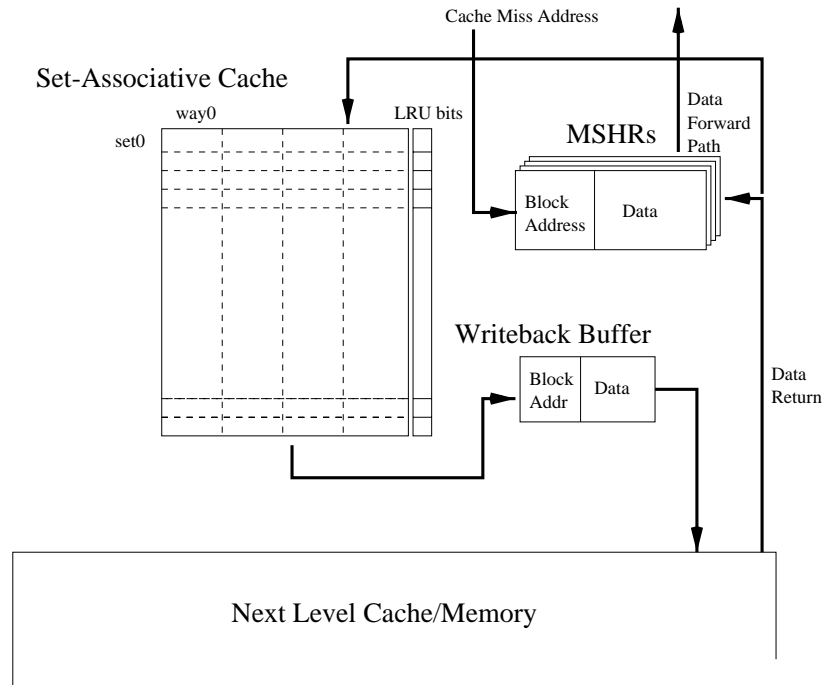 Cache Miss Address
Set-Associative Cache
way0
LRU bits
set0
MSHRs
Data
Forward
Path
Block
Address
Data
Writeback Buffer
Block
Addr
Data
Data
Return
Next Level Cache/Memory